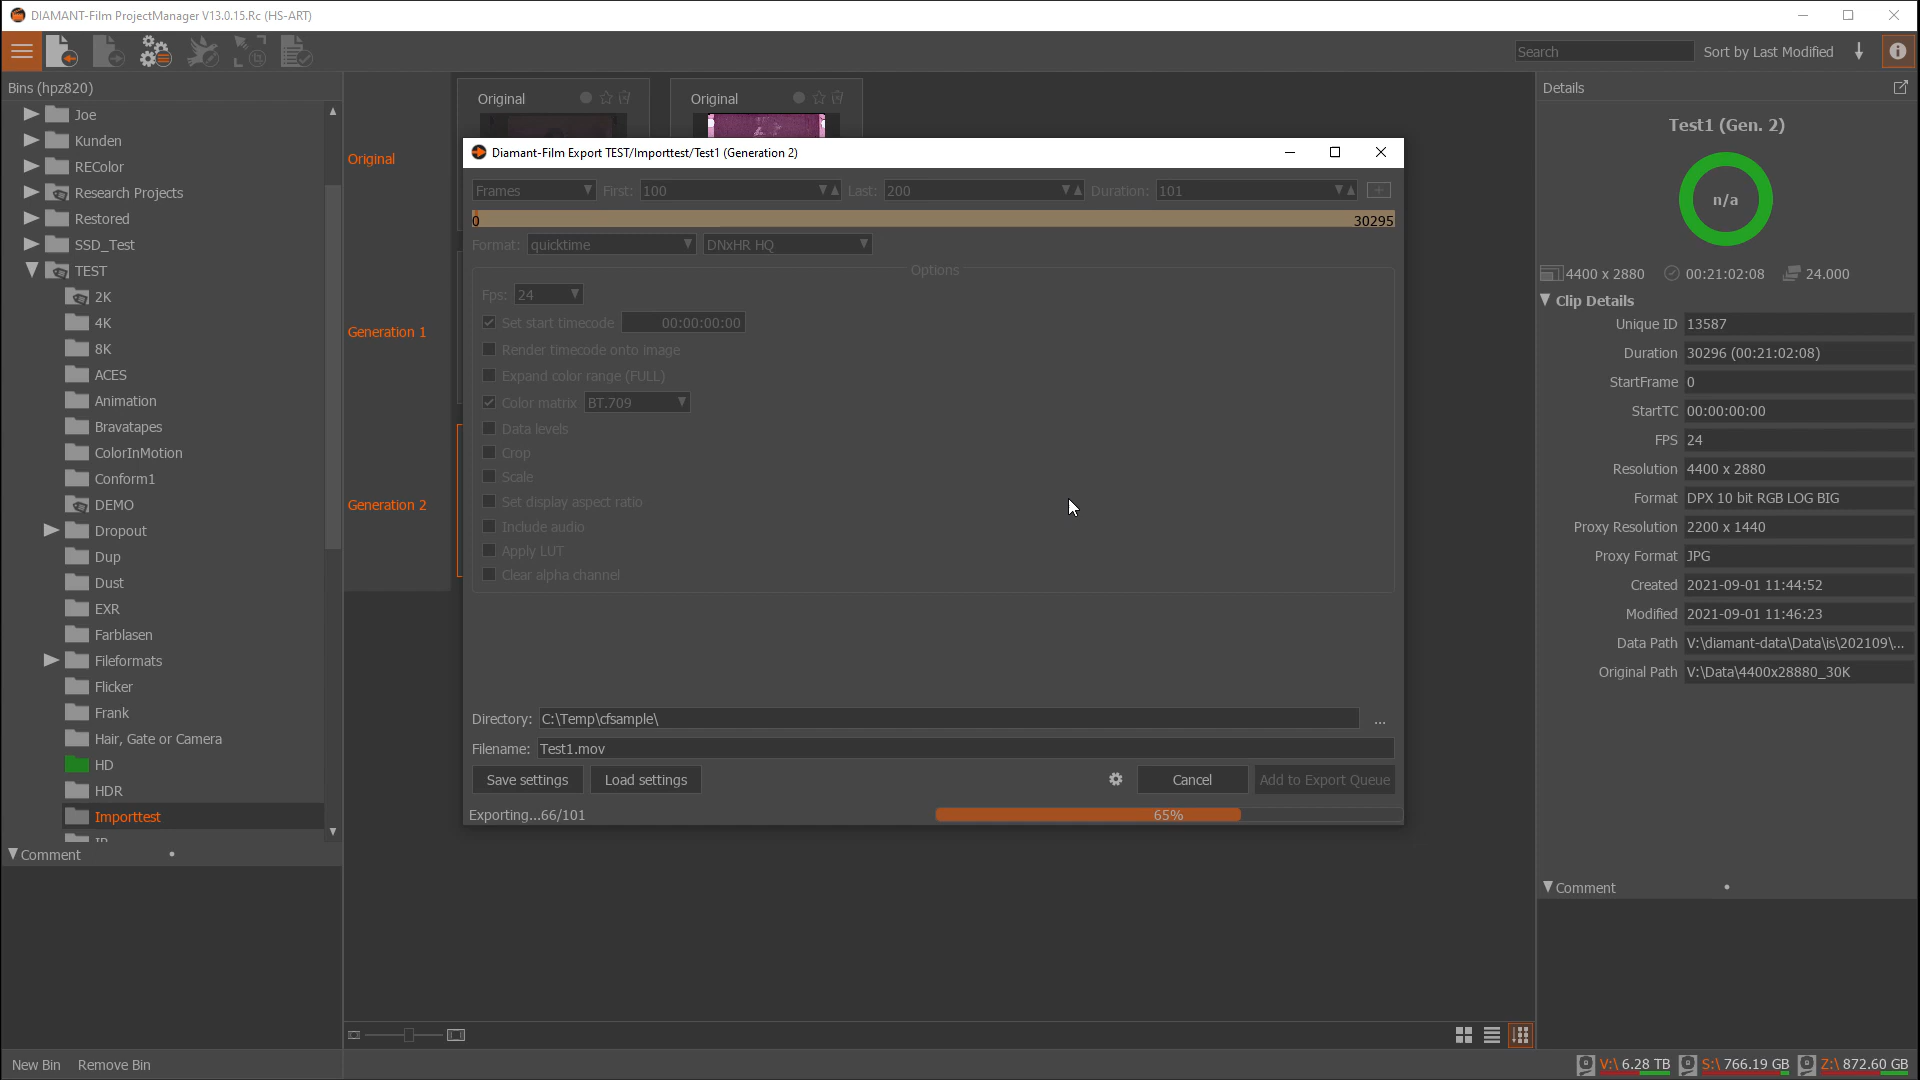 DIAMANT-Film ProjectManager V13.0.15.Rc (HS-ART)
Search
Sort by Last Modified
Bins (hpz820)
Joe
Kunden
REColor
Research Projects
Restored
SSD_Test
TEST
2K
4K
8K
ACES
Animation
Bravatapes
ColorInMotion
Conform1
DEMO
Dropout
Dup
Dust
EXR
Farblasen
Fileformats
Flicker
Frank
Hair, Gate or Camera
HD
HDR
Importtest
Comment
New Bin Remove Bin
Original
Generation 1
Generation 2
Original
Original
Diamant-Film Export TEST/Importtest/Test1 (Generation 2)
Frames First: 100 Last: 200 Duration: 101
0 30295
Format: quicktime DNxHR HQ
Options
Fps: 24
Set start timecode 00:00:00:00
Render timecode onto image
Expand color range (FULL)
Color matrix BT.709
Data levels
Crop
Scale
Set display aspect ratio
Include audio
Apply LUT
Clear alpha channel
Directory: C:\Temp\cfsample\ ...
Filename: Test1.mov
Save settings Load settings Cancel Add to Export Queue
Exporting...66/101 65%
Details
Test1 (Gen. 2)
n/a
4400 x 2880 00:21:02:08 24.000
Clip Details
Unique ID 13587
Duration 30296 (00:21:02:08)
StartFrame 0
StartTC 00:00:00:00
FPS 24
Resolution 4400 x 2880
Format DPX 10 bit RGB LOG BIG
Proxy Resolution 2200 x 1440
Proxy Format JPG
Created 2021-09-01 11:44:52
Modified 2021-09-01 11:46:23
Data Path V:\diamant-data\Data\is\202109\...
Original Path V:\Data\4400x28880_30K
Comment
V:\ 6.28 TB S:\ 766.19 GB Z:\ 872.60 GB